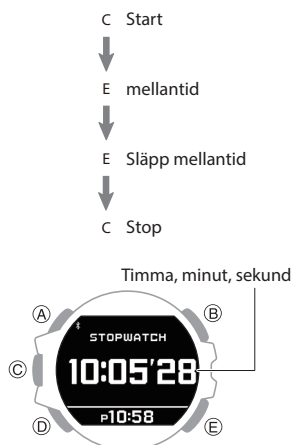 C Start
E mellantid
E Släpp mellantid
C Stop
Timma, minut, sekund
A
B
STOPWATCH
C
10:05'28
P10:58
D
E